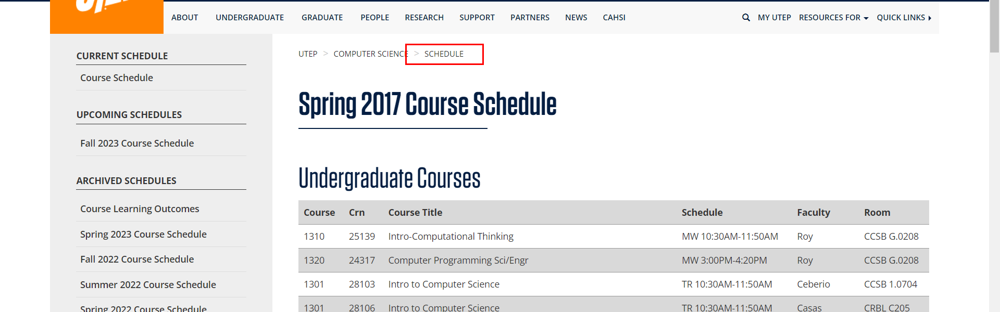 ABOUT UNDERGRADUATE GRADUATE PEOPLE RESEARCH SUPPORT PARTNERS NEWS CAHSI MY UTEP RESOURCES FOR QUICK LINKS
CURRENT SCHEDULE
Course Schedule
UPCOMING SCHEDULES
Fall 2023 Course Schedule
ARCHIVED SCHEDULES
Course Learning Outcomes
Spring 2023 Course Schedule
Fall 2022 Course Schedule
Summer 2022 Course Schedule
Spring 2022 Course Schedule
UTEP > COMPUTER SCIENCE > SCHEDULE
Spring 2017 Course Schedule
Undergraduate Courses
Course Crn Course Title Schedule Faculty Room
1310 25139 Intro-Computational Thinking MW 10:30AM-11:50AM Roy CCSB G.0208
1320 24317 Computer Programming Sci/Engr MW 3:00PM-4:20PM Roy CCSB G.0208
1301 28103 Intro to Computer Science TR 10:30AM-11:50AM Ceberio CCSB 1.0704
1301 28106 Intro to Computer Science TR 10:30AM-11:50AM Casas CRBL C205